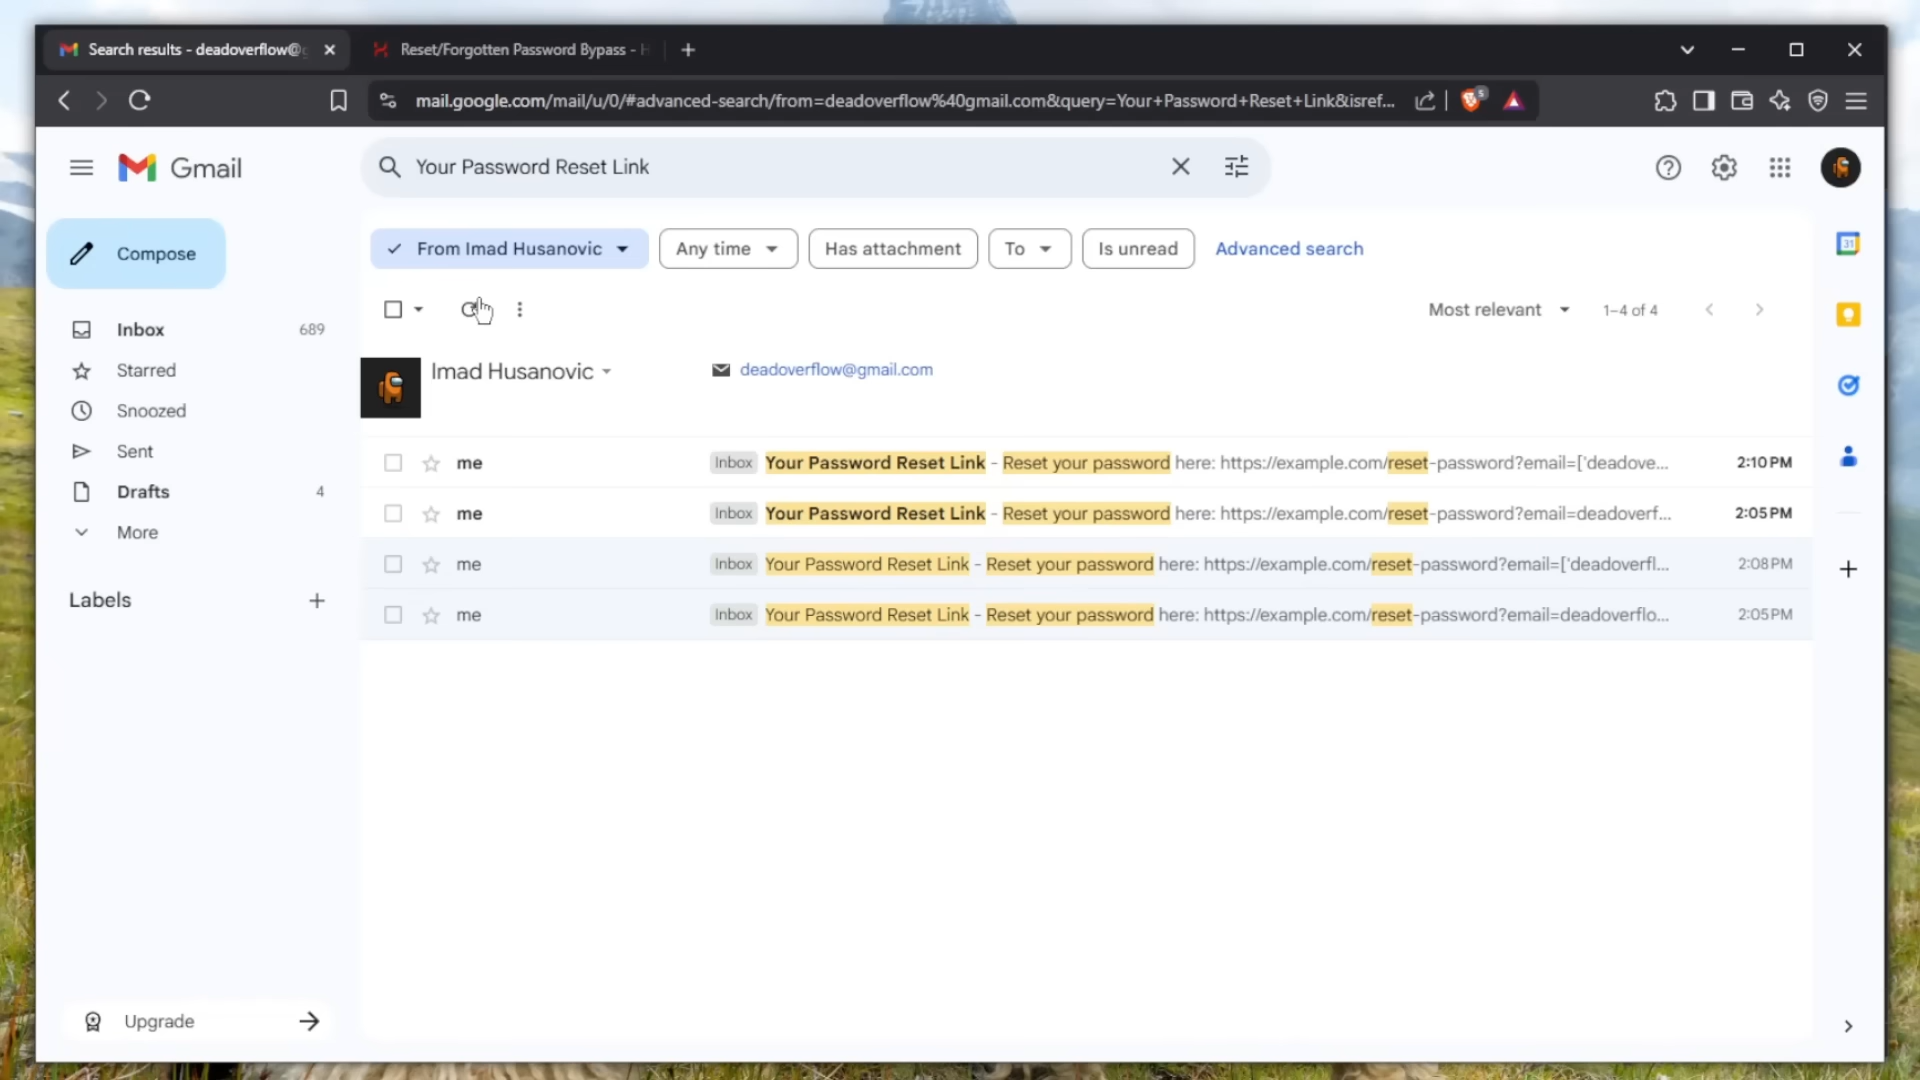 Search results - deadoverflow@g
Reset/Forgotten Password Bypass - H
mail.google.com/mail/u/0/#advanced-search/from=deadoverflow%40gmail.com&query=Your+Password+Reset+Link&isref...
5
Gmail
Your Password Reset Link
Compose
From Imad Husanovic
Any time
Has attachment
To
Is unread
Advanced search
31
Inbox 689
Most relevant
1–4 of 4
Starred
Imad Husanovic
deadoverflow@gmail.com
Snoozed
Sent
me Inbox Your Password Reset Link - Reset your password here: https://example.com/reset-password?email=['deadove... 2:10 PM
Drafts 4
me Inbox Your Password Reset Link - Reset your password here: https://example.com/reset-password?email=deadoverf... 2:05 PM
More
me Inbox Your Password Reset Link - Reset your password here: https://example.com/reset-password?email=['deadoverfl... 2:08 PM
Labels
me Inbox Your Password Reset Link - Reset your password here: https://example.com/reset-password?email=deadoverflo... 2:05 PM
Upgrade